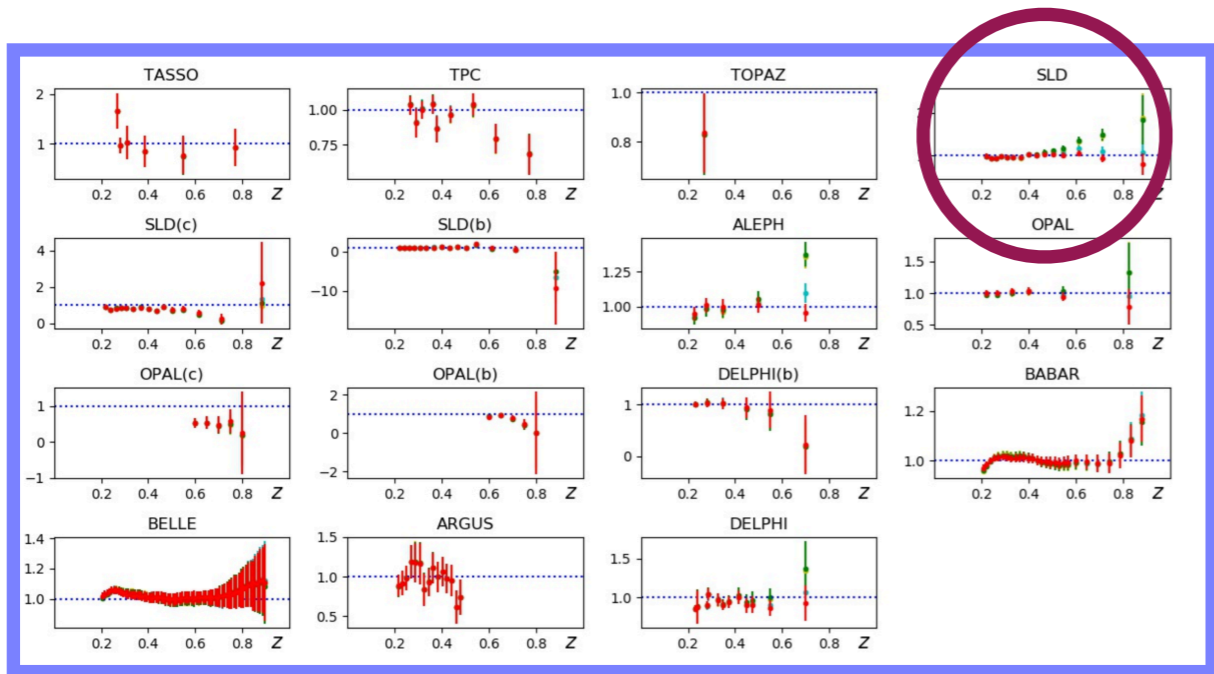 TASSO
2
1
0.2 0.4 0.6 0.8 Z
TPC
1.00
0.75
0.2 0.4 0.6 0.8 Z
TOPAZ
1.0
0.8
0.2 0.4 0.6 0.8 Z
SLD
0.2 0.4 0.6 0.8 Z
SLD(c)
4
2
0
0.2 0.4 0.6 0.8 Z
SLD(b)
0
−10
0.2 0.4 0.6 0.8 Z
ALEPH
1.25
1.00
0.2 0.4 0.6 0.8 Z
OPAL
1.5
1.0
0.5
0.2 0.4 0.6 0.8 Z
OPAL(c)
1
0
−1
0.2 0.4 0.6 0.8 Z
OPAL(b)
2
0
−2
0.2 0.4 0.6 0.8 Z
DELPHI(b)
1
0
0.2 0.4 0.6 0.8 Z
BABAR
1.2
1.0
0.2 0.4 0.6 0.8 Z
BELLE
1.4
1.2
1.0
0.2 0.4 0.6 0.8 Z
ARGUS
1.5
1.0
0.5
0.2 0.4 0.6 0.8 Z
DELPHI
1.5
1.0
0.2 0.4 0.6 0.8 Z